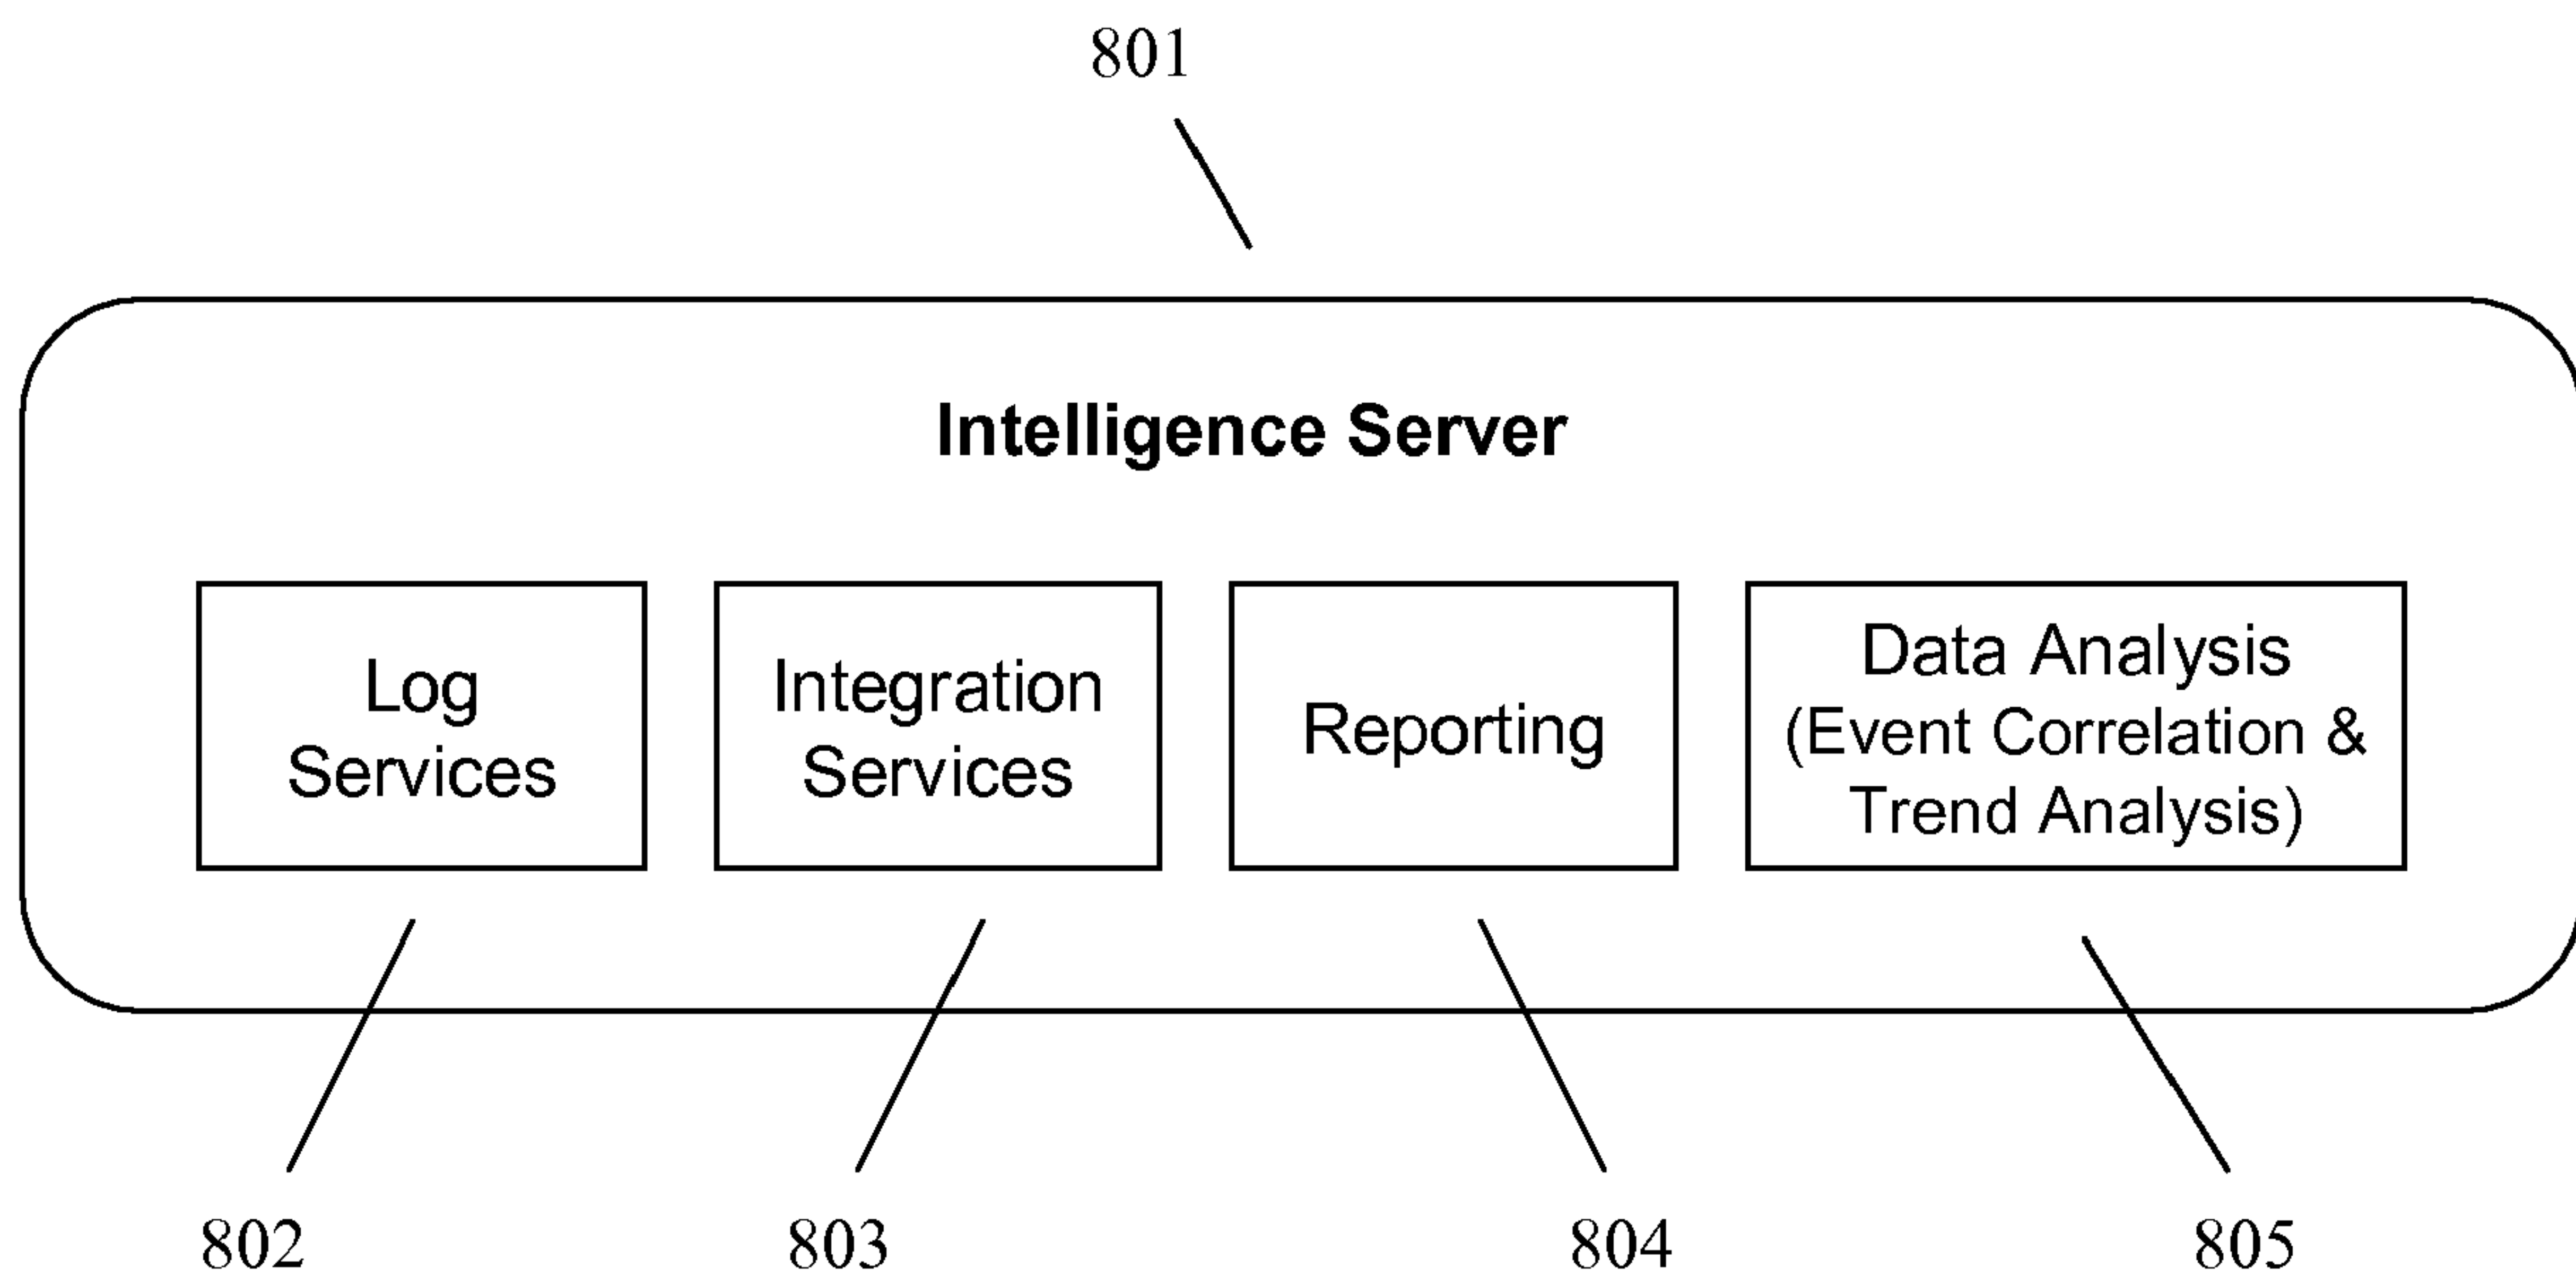 801
Intelligence Server
Log
Services
Integration
Services
Reporting
Data Analysis
(Event Correlation &
Trend Analysis)
802
803
804
805